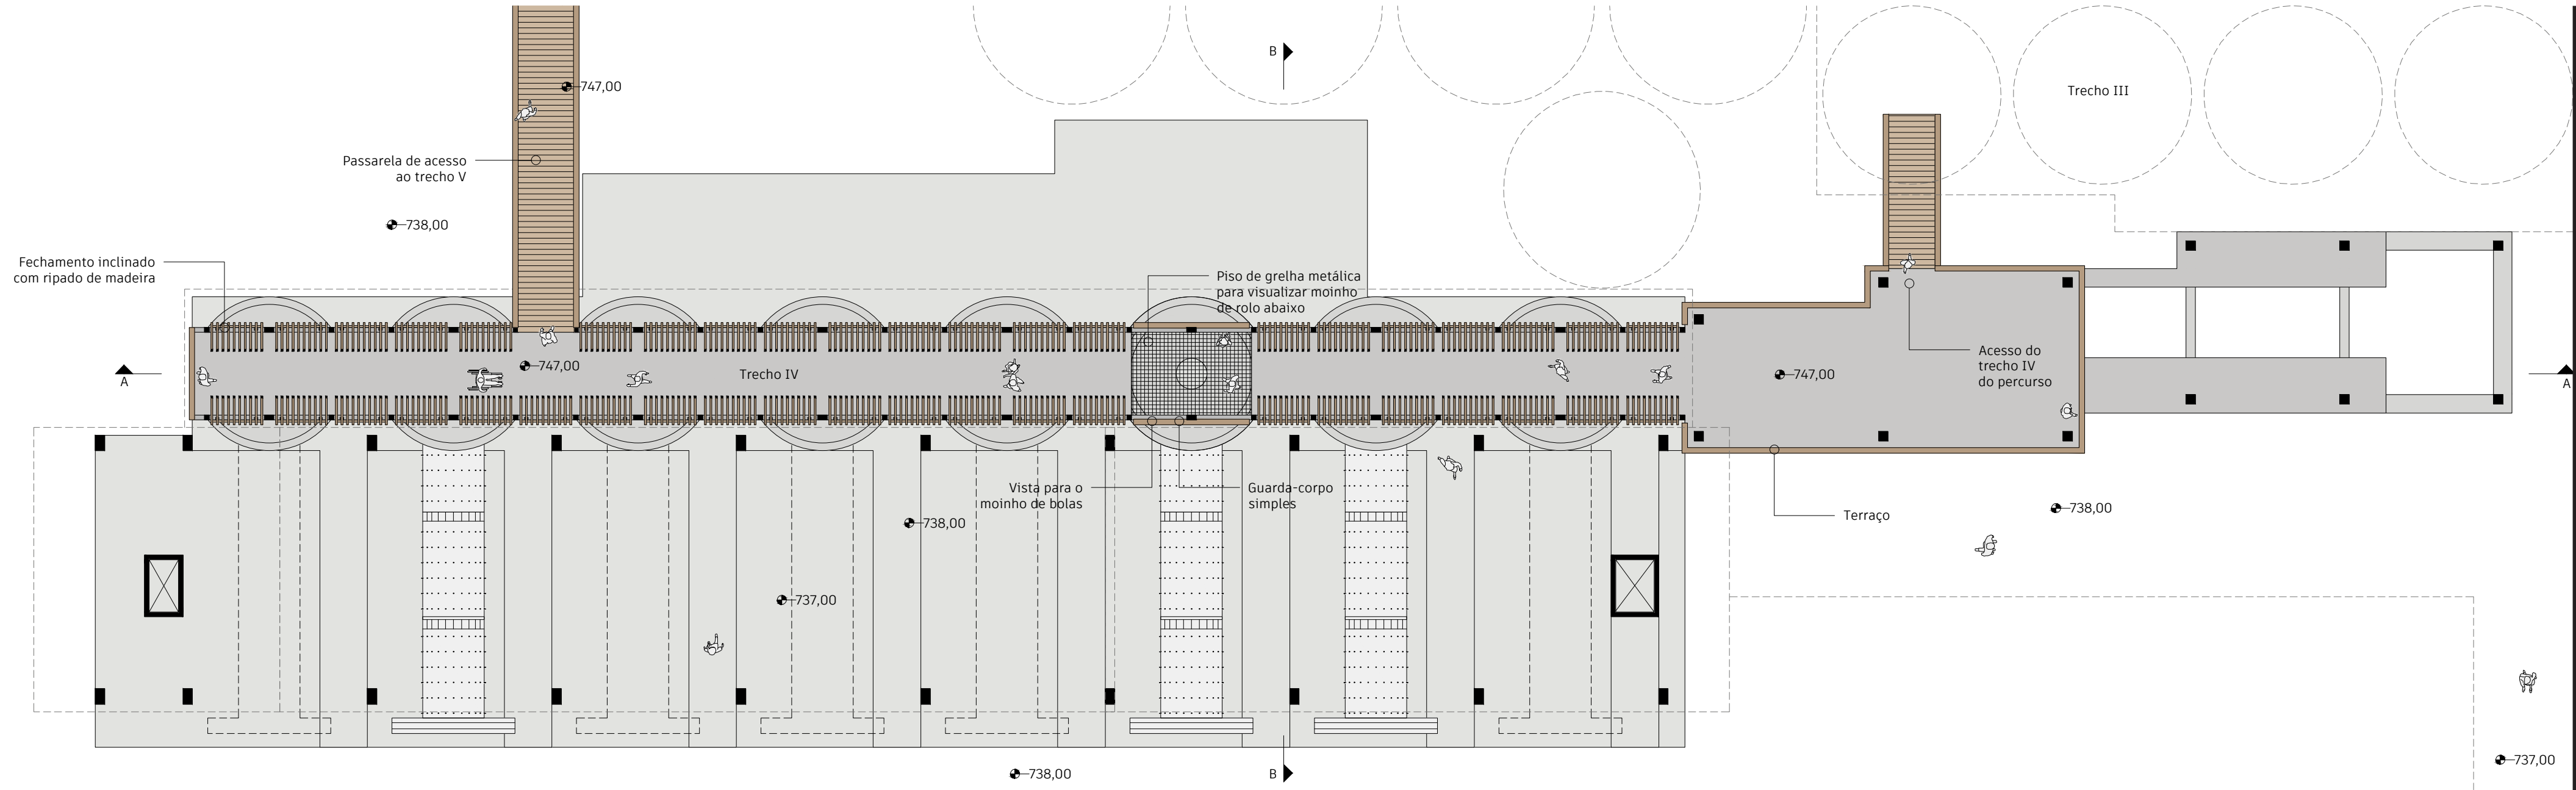 B
747,00
Trecho III
Passarela de acesso
ao trecho V
738,00
Fechamento inclinado
com ripado de madeira
Piso de grelha metálica
para visualizar moinho
de rolo abaixo
A
747,00
Trecho IV
747,00
Acesso do
trecho IV
do percurso
A
Vista para o
moinho de bolas
Guarda-corpo
simples
738,00
Terraço
738,00
737,00
B
738,00
737,00